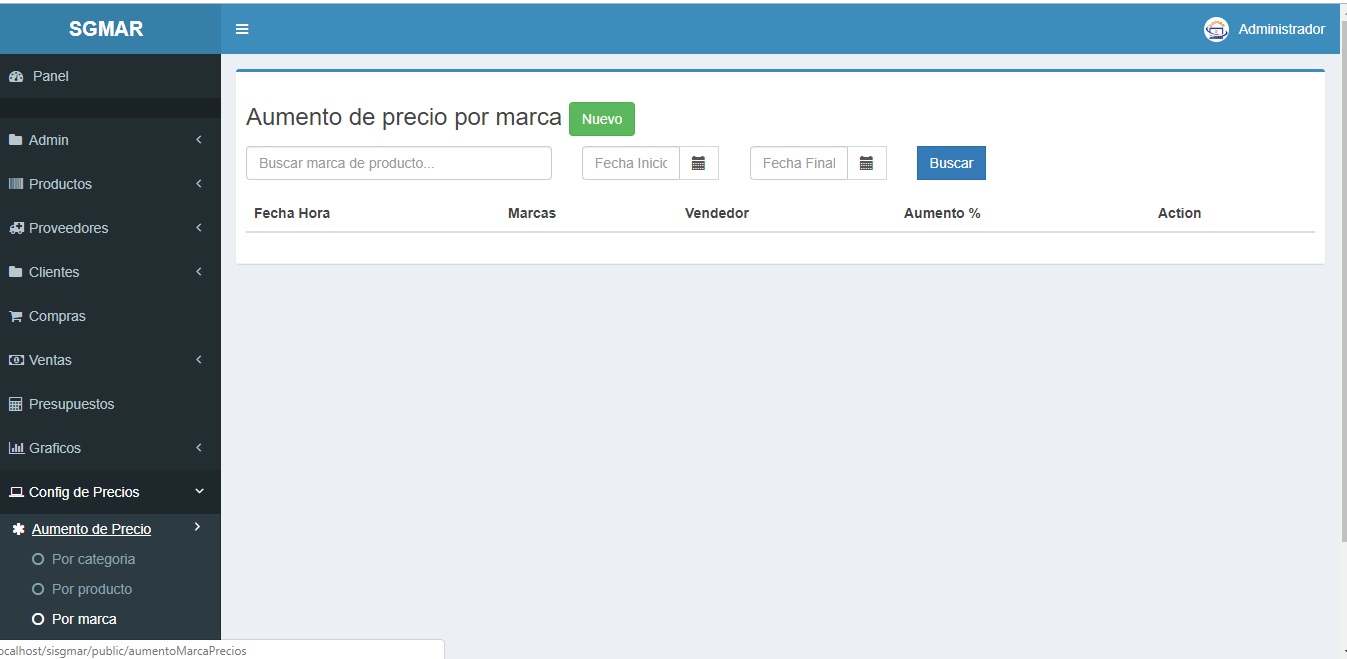 SGMAR
Administrador
Panel
Admin
Productos
Proveedores
Clientes
Compras
Ventas
Presupuestos
Graficos
Config de Precios
Aumento de Precio
Por categoria
Por producto
Por marca
Aumento de precio por marca Nuevo
Buscar marca de producto... Fecha Inicio Fecha Final Buscar
Fecha Hora Marcas Vendedor Aumento % Action
ocalhost/sisgmar/public/aumentoMarcaPrecios